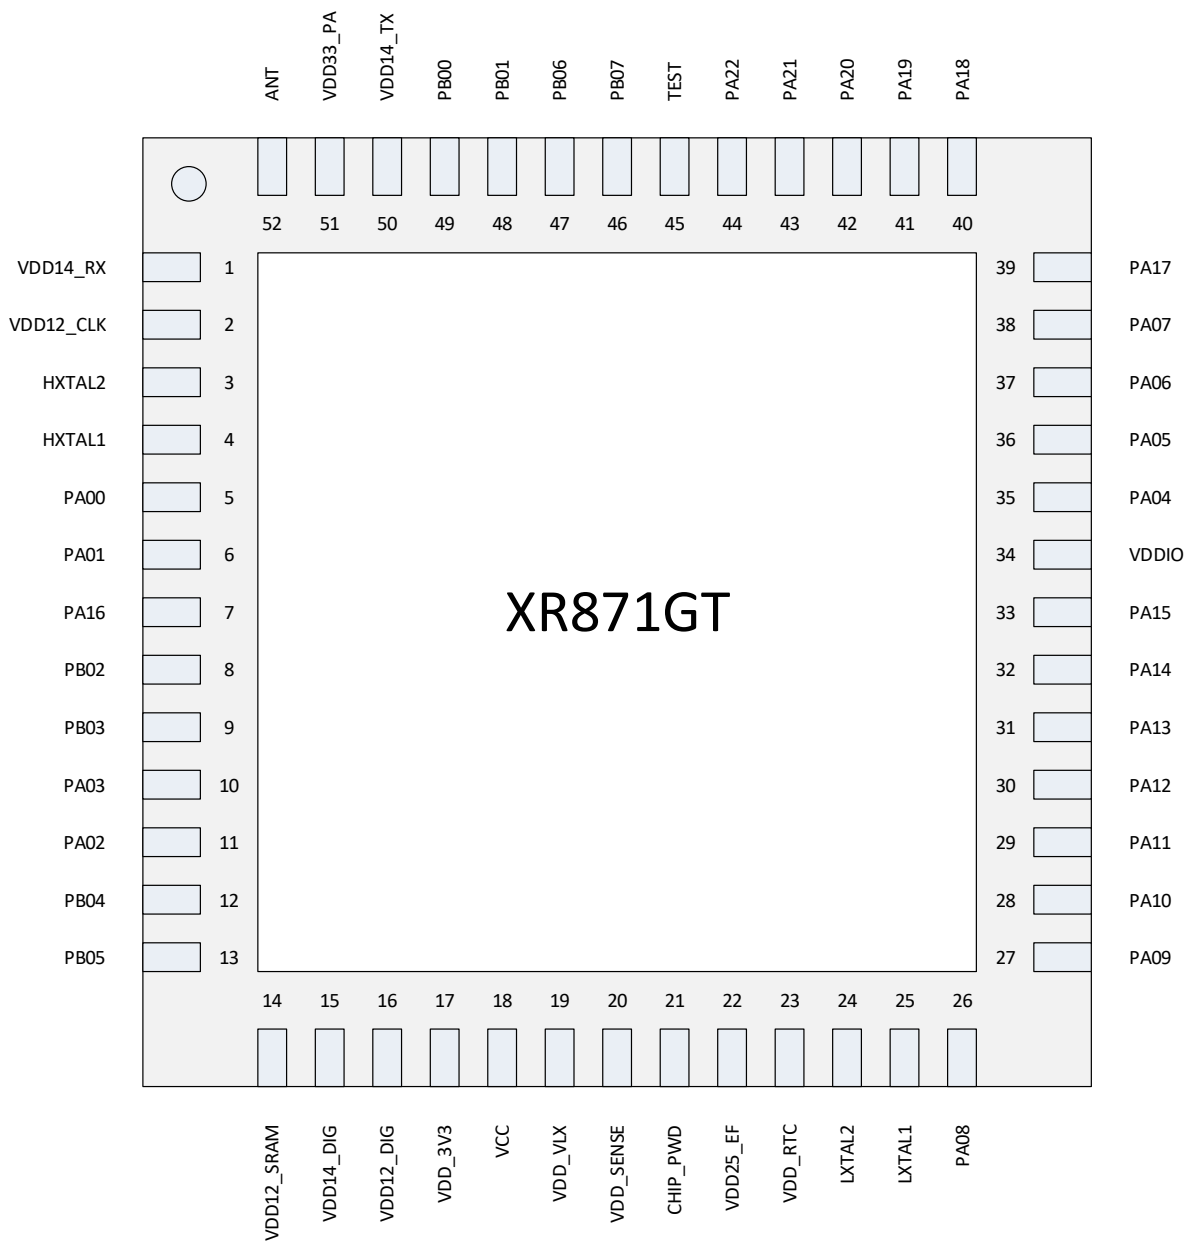 ANT
VDD33_PA
VDD14_TX
PB00
PB01
PB06
PB07
TEST
PA22
PA21
PA20
PA19
PA18
52 51 50 49 48 47 46 45 44 43 42 41 40
VDD14_RX 1 39 PA17
VDD12_CLK 2 38 PA07
HXTAL2 3 37 PA06
HXTAL1 4 36 PA05
PA00 5 35 PA04
PA01 6 34 VDDIO
PA16 7 33 PA15
XR871GT
PB02 8 32 PA14
PB03 9 31 PA13
PA03 10 30 PA12
PA02 11 29 PA11
PB04 12 28 PA10
PB05 13 27 PA09
14 15 16 17 18 19 20 21 22 23 24 25 26
VDD12_SRAM
VDD14_DIG
VDD12_DIG
VDD_3V3
VCC
VDD_VLX
VDD_SENSE
CHIP_PWD
VDD25_EF
VDD_RTC
LXTAL2
LXTAL1
PA08